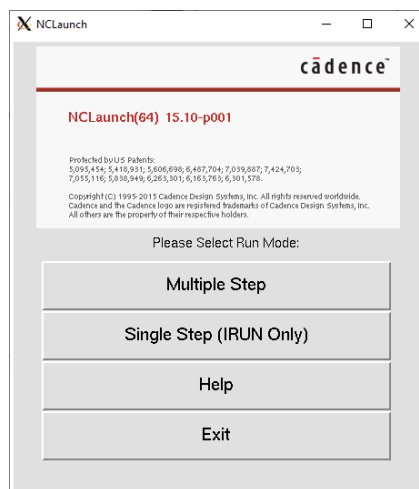 NCLaunch
cādence™
NCLaunch(64) 15.10-p001
Protected by US Patents:
5,095,454; 5,418,931; 5,606,698; 6,487,704; 7,039,887; 7,424,703;
7,055,116; 5,838,949; 6,263,301; 6,163,763; 6,301,578.
Copyright (C) 1995-2015 Cadence Design Systems, Inc. All rights reserved worldwide.
Cadence and the Cadence logo are registered trademarks of Cadence Design Systems, Inc.
All others are the property of their respective holders.
Please Select Run Mode:
Multiple Step
Single Step (IRUN Only)
Help
Exit